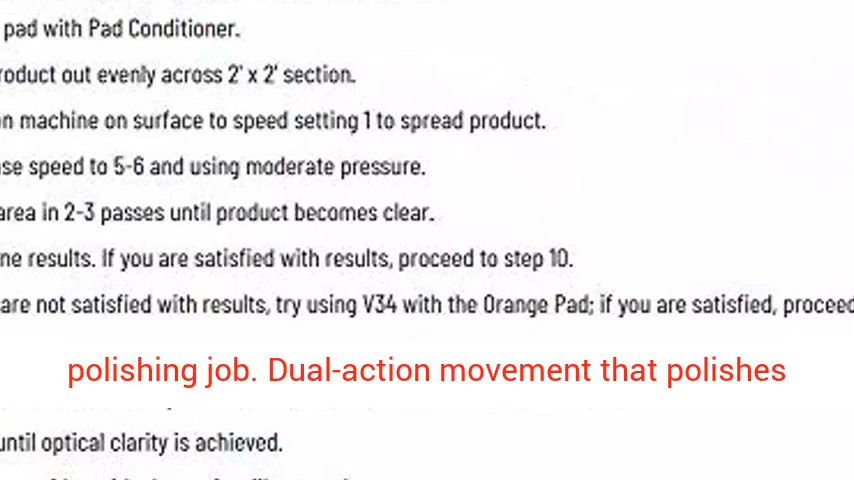 pad with Pad Conditioner.
roduct out evenly across 2' x 2' section.
n machine on surface to speed setting 1 to spread product.
se speed to 5-6 and using moderate pressure.
area in 2-3 passes until product becomes clear.
ne results. If you are satisfied with results, proceed to step 10.
are not satisfied with results, try using V34 with the Orange Pad; if you are satisfied, proceed
polishing job. Dual-action movement that polishes
until optical clarity is achieved.